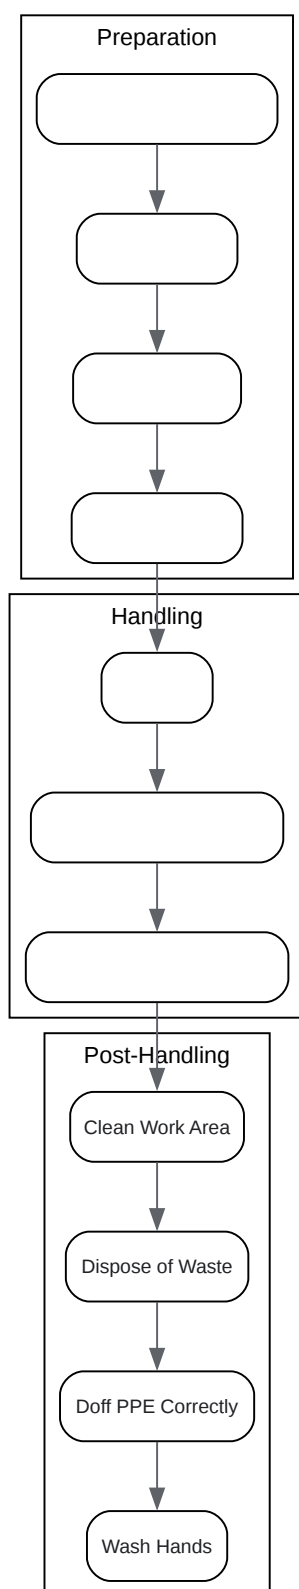 Preparation
Handling
Post-Handling
Clean Work Area
Dispose of Waste
Doff PPE Correctly
Wash Hands